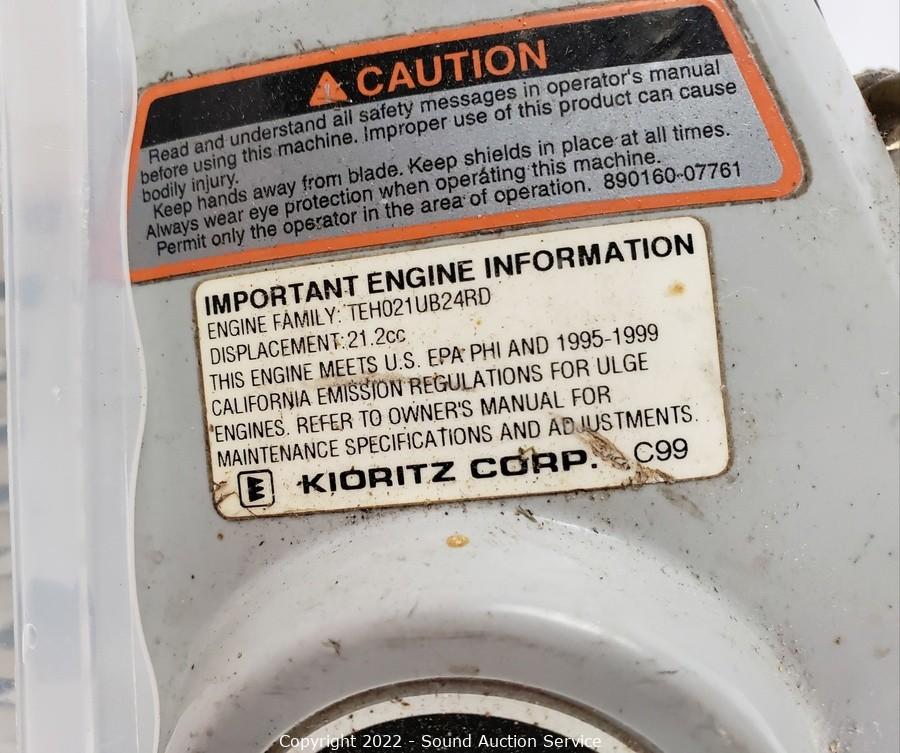 CAUTION
Read and understand all safety messages in operator's manual
before using this machine. Improper use of this product can cause
bodily injury.
Keep hands away from blade. Keep shields in place at all times.
Always wear eye protection when operating this machine.
Permit only the operator in the area of operation. 890160-07761
IMPORTANT ENGINE INFORMATION
ENGINE FAMILY: TEH021UB24RD
DISPLACEMENT:21.2cc
THIS ENGINE MEETS U.S. EPA PHI AND 1995-1999
CALIFORNIA EMISSION REGULATIONS FOR ULGE
ENGINES. REFER TO OWNER'S MANUAL FOR
MAINTENANCE SPECIFICATIONS AND ADJUSTMENTS.
E KIORITZ CORP. C99
Copyright 2022 - Sound Auction Service